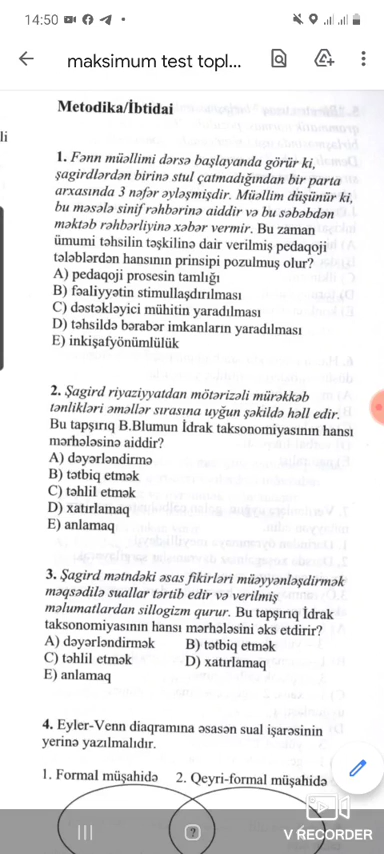 14:50
maksimum test topl...
Metodika/İbtidai
li
1. Fənn müəllimi dərsə başlayanda görür ki,
şagirdlərdən birinə stul çatmadığından bir parta
arxasında 3 nəfər əyləşmişdir. Müəllim düşünür ki,
bu məsələ sinif rəhbərinə aiddir və bu səbəbdən
məktəb rəhbərliyinə xəbər vermir. Bu zaman
ümumi təhsilin təşkilinə dair verilmiş pedaqoji
tələblərdən hansının prinsipi pozulmuş olur?
A) pedaqoji prosesin tamlığı
B) fəaliyyətin stimullaşdırılması
C) dəstəkləyici mühitin yaradılması
D) təhsildə bərabər imkanların yaradılması
E) inkişafyönümlülük
2. Şagird riyaziyyatdan mötərizəli mürəkkəb
tənlikləri əməllər sırasına uyğun şəkildə həll edir.
Bu tapşırıq B.Blumun İdrak taksonomiyasının hansı
mərhələsinə aiddir?
A) dəyərləndirmə
B) tətbiq etmək
C) təhlil etmək
D) xatırlamaq
E) anlamaq
3. Şagird mətndəki əsas fikirləri müəyyənləşdirmək
məqsədilə suallar tərtib edir və verilmiş
məlumatlardan sillogizm qurur. Bu tapşırıq İdrak
taksonomiyasının hansı mərhələsini əks etdirir?
A) dəyərləndirmək B) tətbiq etmək
C) təhlil etmək D) xatırlamaq
E) anlamaq
4. Eyler-Venn diaqramına əsasən sual işarəsinin
yerinə yazılmalıdır.
1. Formal müşahidə 2. Qeyri-formal müşahidə
?
V RECORDER